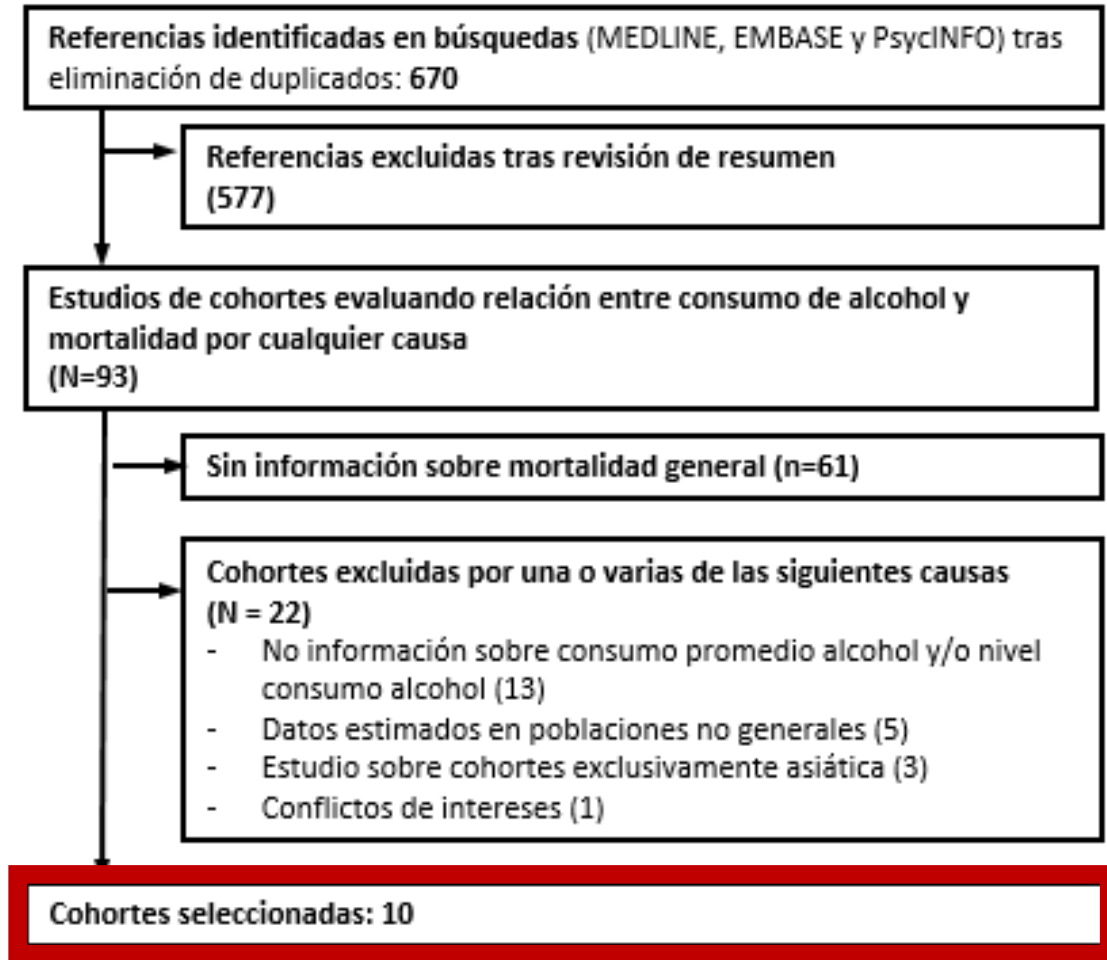 Referencias identificadas en búsquedas (MEDLINE, EMBASE y PsycINFO) tras
eliminación de duplicados: 670
Referencias excluidas tras revisión de resumen
(577)
Estudios de cohortes evaluando relación entre consumo de alcohol y
mortalidad por cualquier causa
(N=93)
Sin información sobre mortalidad general (n=61)
Cohortes excluidas por una o varias de las siguientes causas
(N = 22)
- No información sobre consumo promedio alcohol y/o nivel
consumo alcohol (13)
- Datos estimados en poblaciones no generales (5)
- Estudio sobre cohortes exclusivamente asiática (3)
- Conflictos de intereses (1)
Cohortes seleccionadas: 10